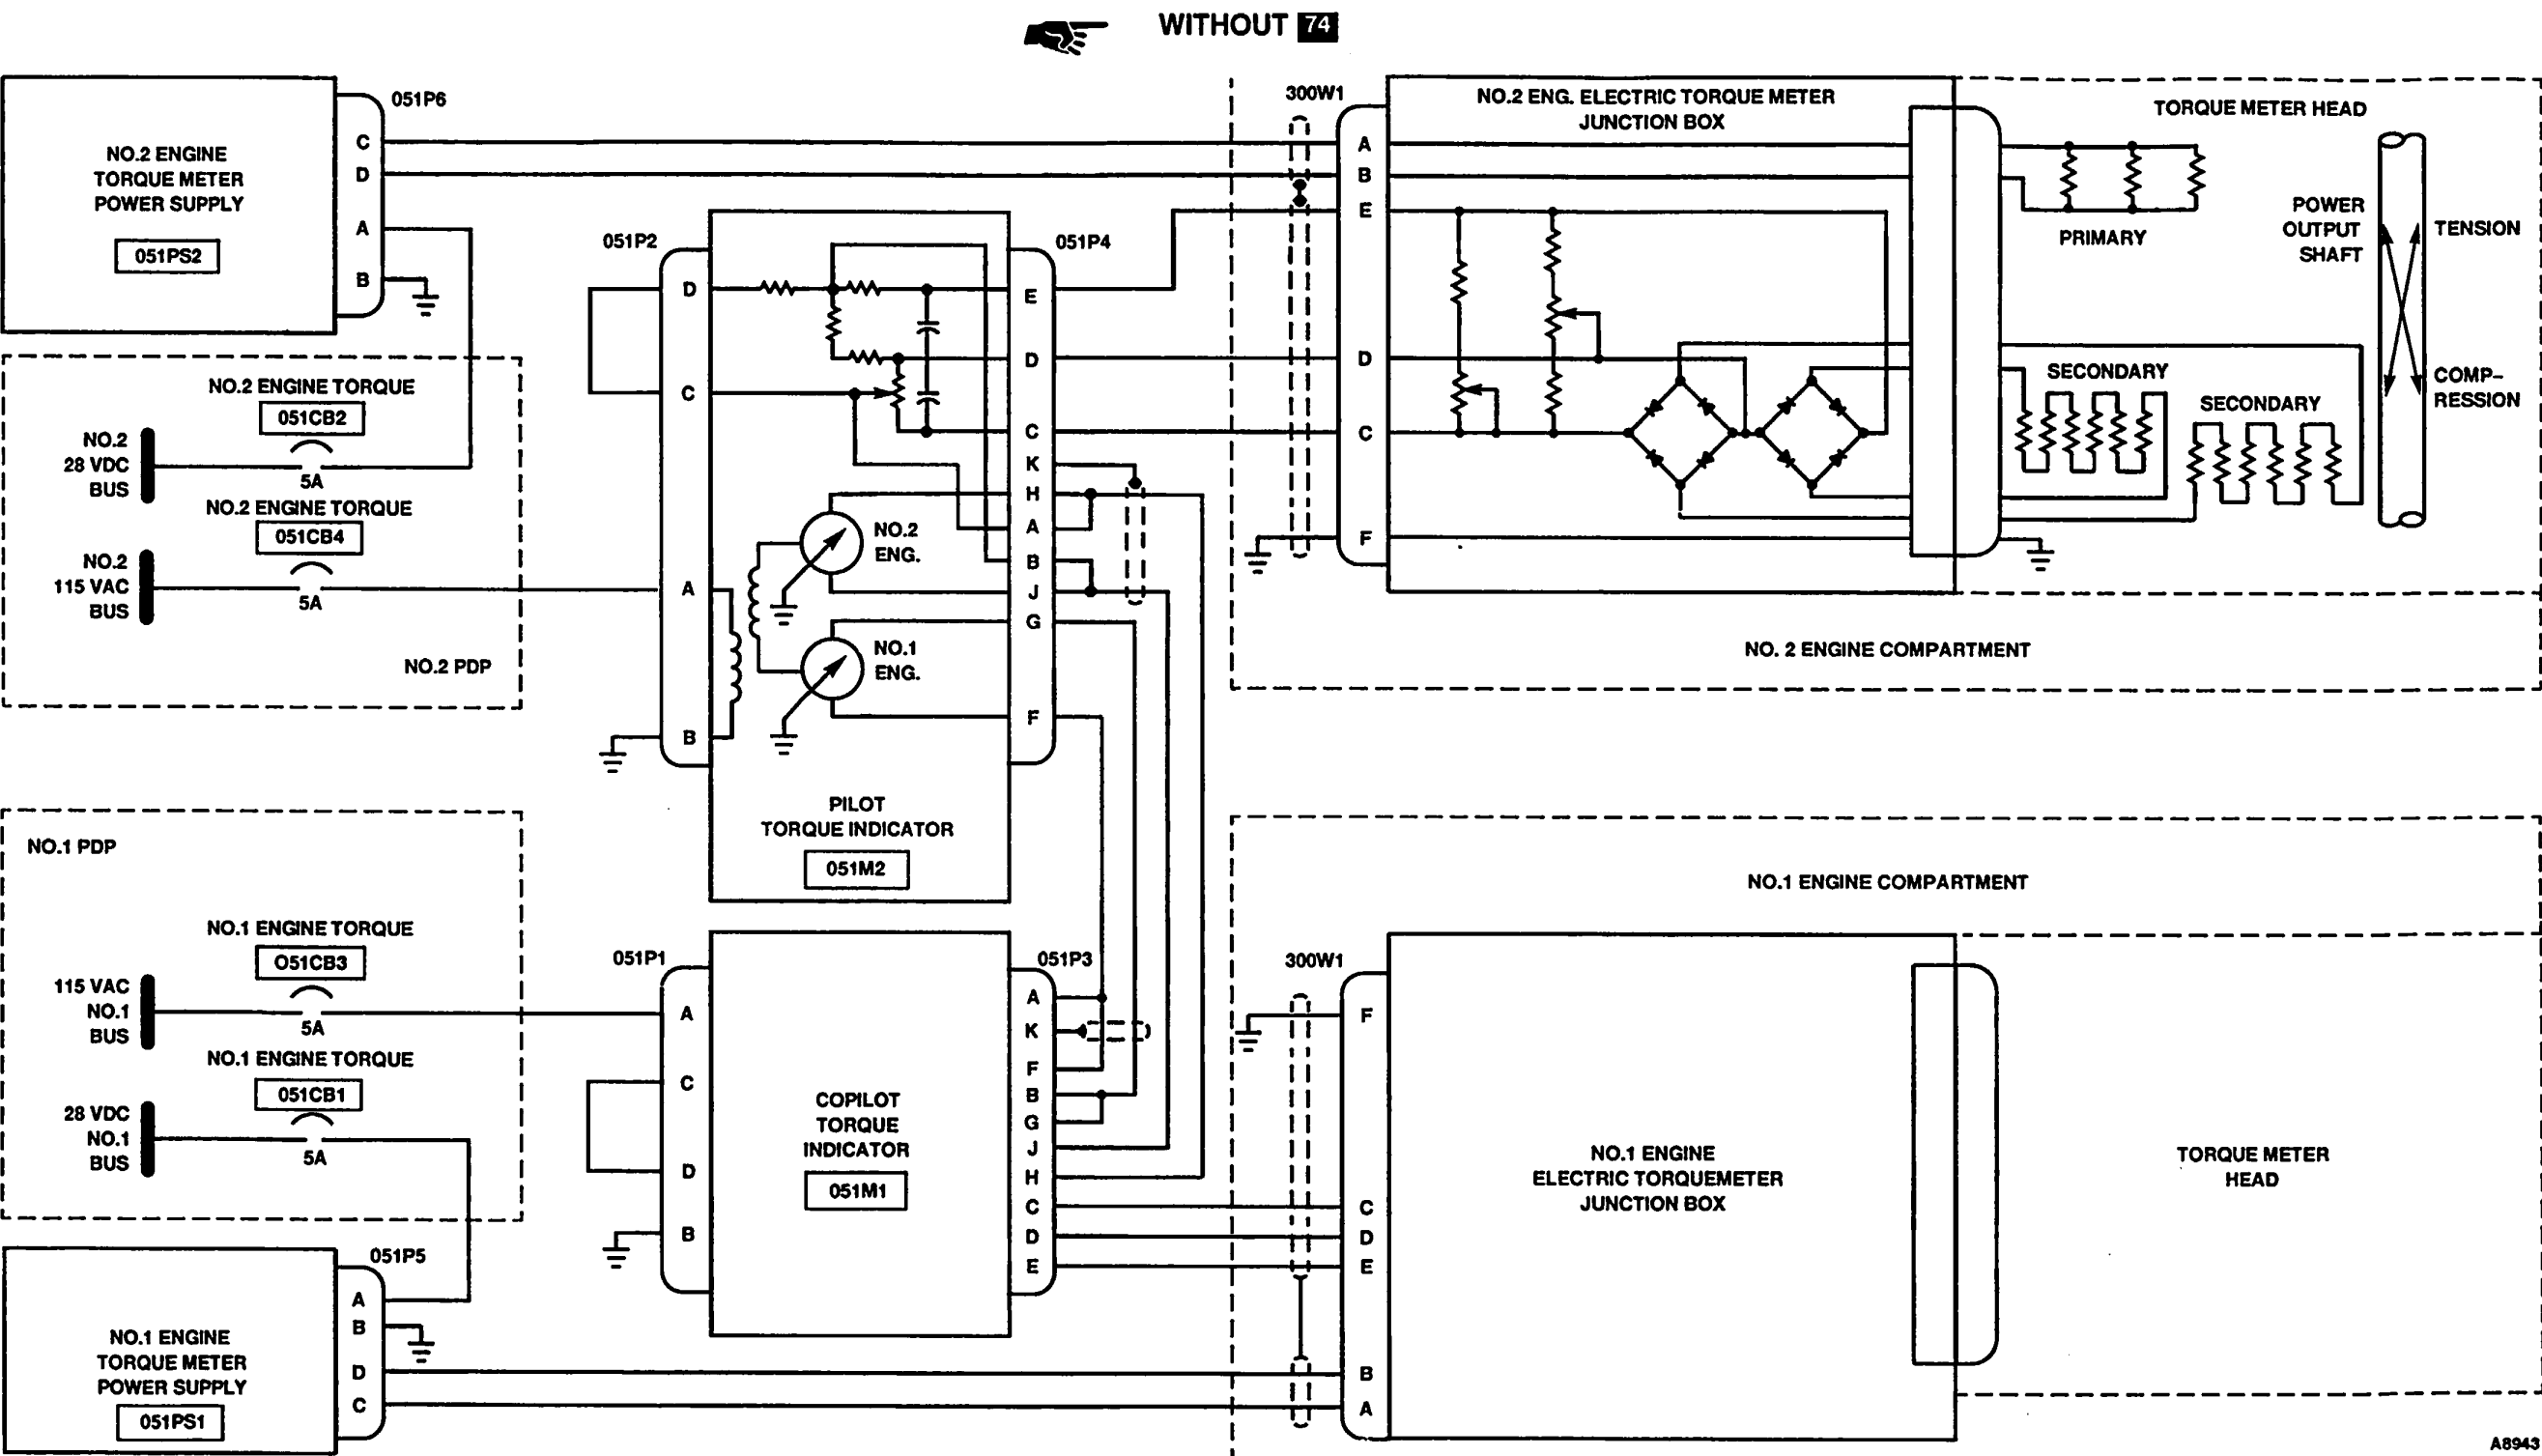 WITHOUT 74
051P6
C
D
A
B
NO.2 ENGINE
TORQUE METER
POWER SUPPLY
051PS2
NO.2 ENGINE TORQUE
051CB2
NO.2
28 VDC
BUS
5A
NO.2 ENGINE TORQUE
051CB4
NO.2
115 VAC
BUS
5A
NO.2 PDP
051P2
D
C
A
B
NO.2
ENG.
NO.1
ENG.
PILOT
TORQUE INDICATOR
051M2
051P4
E
D
C
K
H
A
B
J
G
F
300W1
A
B
E
D
C
F
NO.2 ENG. ELECTRIC TORQUE METER
JUNCTION BOX
TORQUE METER HEAD
PRIMARY
POWER
OUTPUT
SHAFT
TENSION
SECONDARY
SECONDARY
COMP-
RESSION
NO. 2 ENGINE COMPARTMENT
NO.1 PDP
NO.1 ENGINE TORQUE
O51CB3
115 VAC
NO.1
BUS
5A
NO.1 ENGINE TORQUE
051CB1
28 VDC
NO.1
BUS
5A
051P5
A
B
D
C
NO.1 ENGINE
TORQUE METER
POWER SUPPLY
051PS1
051P1
A
C
D
B
COPILOT
TORQUE
INDICATOR
051M1
051P3
A
K
F
B
G
J
H
C
D
E
NO.1 ENGINE COMPARTMENT
300W1
F
C
D
E
B
A
NO.1 ENGINE
ELECTRIC TORQUEMETER
JUNCTION BOX
TORQUE METER
HEAD
A8943